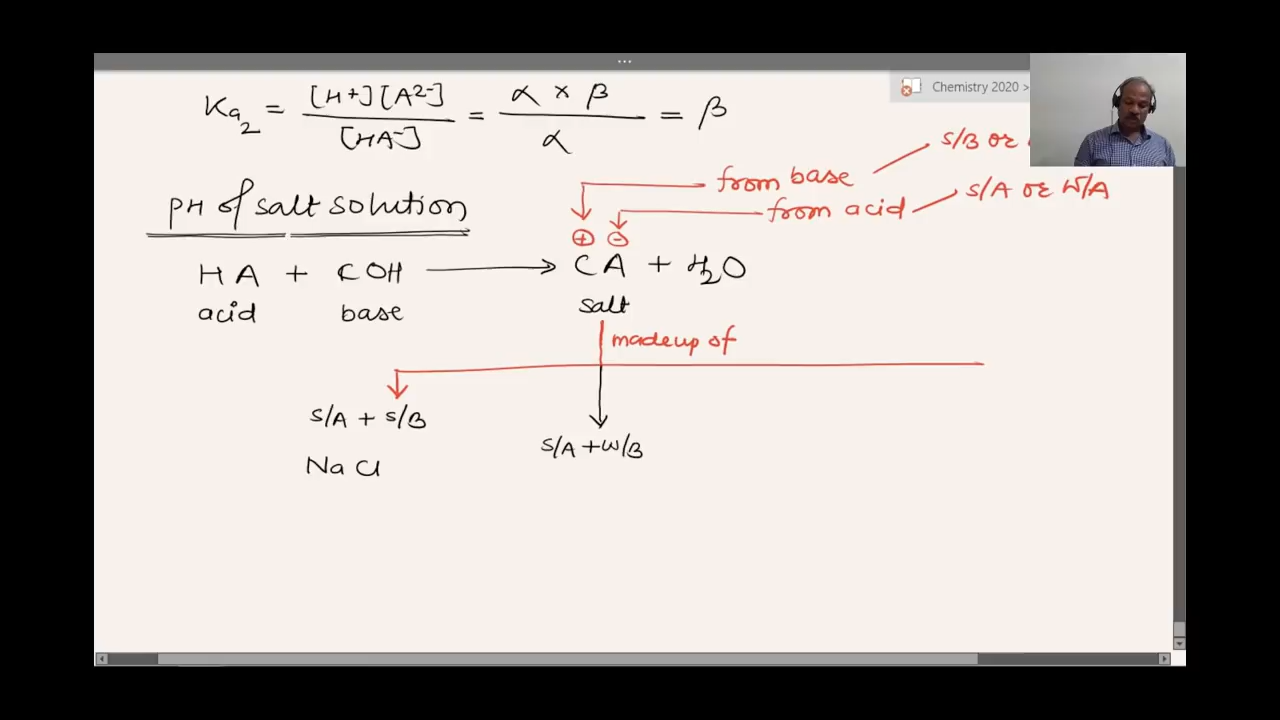 Ka2 = [H+][A2-] / [HA-] = α × β / α = β
Chemistry 2020 >
S/B or
from base
S/A or W/A
from acid
PH of salt solution
⊕ ⊖
HA + COH ⟶ CA + H2O
acid base salt
madeup of
S/A + S/B
S/A + W/B
NaCl